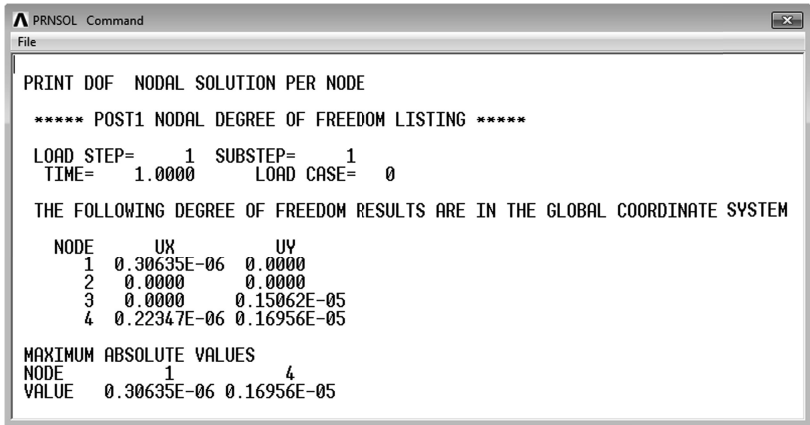 PRNSOL Command
File
PRINT DOF NODAL SOLUTION PER NODE
***** POST1 NODAL DEGREE OF FREEDOM LISTING *****
LOAD STEP= 1 SUBSTEP= 1
TIME= 1.0000 LOAD CASE= 0
THE FOLLOWING DEGREE OF FREEDOM RESULTS ARE IN THE GLOBAL COORDINATE SYSTEM
NODE UX UY
1 0.30635E-06 0.0000
2 0.0000 0.0000
3 0.0000 0.15062E-05
4 0.22347E-06 0.16956E-05
MAXIMUM ABSOLUTE VALUES
NODE 1 4
VALUE 0.30635E-06 0.16956E-05